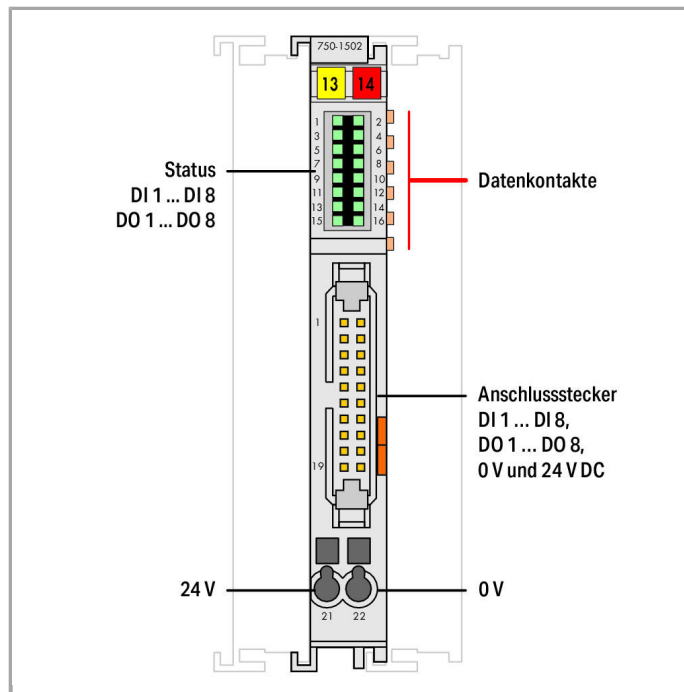 750-1502
13 14
1 2
3 4
5 6
7 8
9 10
11 12
13 14
15 16
Status
DI 1 ... DI 8
DO 1 ... DO 8
Datenkontakte
1
19
Anschlussstecker
DI 1 ... DI 8,
DO 1 ... DO 8,
0 V und 24 V DC
24 V
0 V
21 22